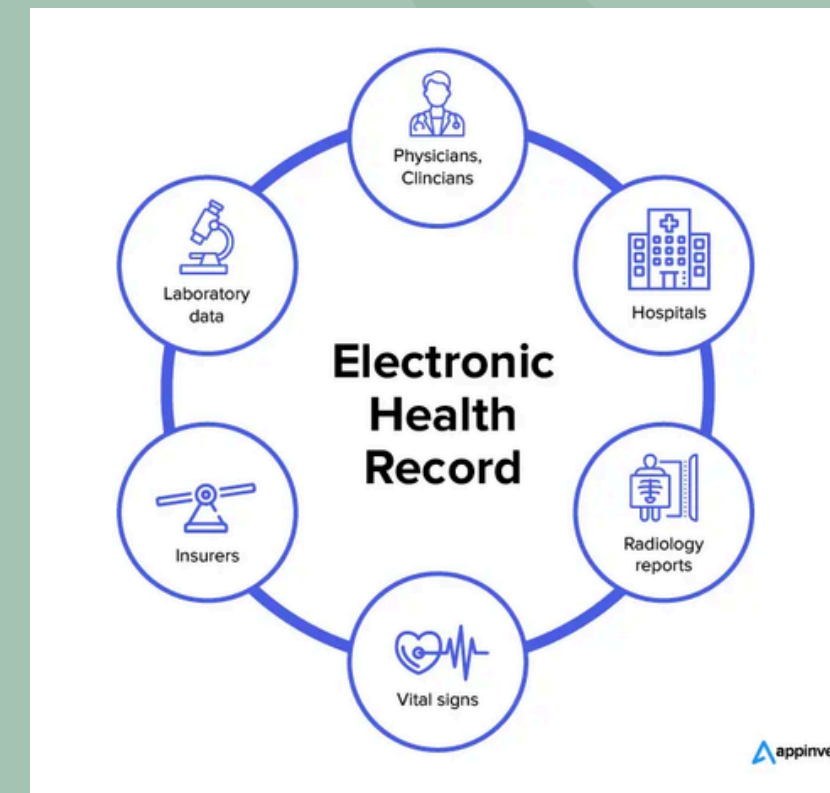 Physicians,
Clincians
Laboratory
data
Hospitals
Electronic
Health
Record
Insurers
Radiology
reports
Vital signs
appinve